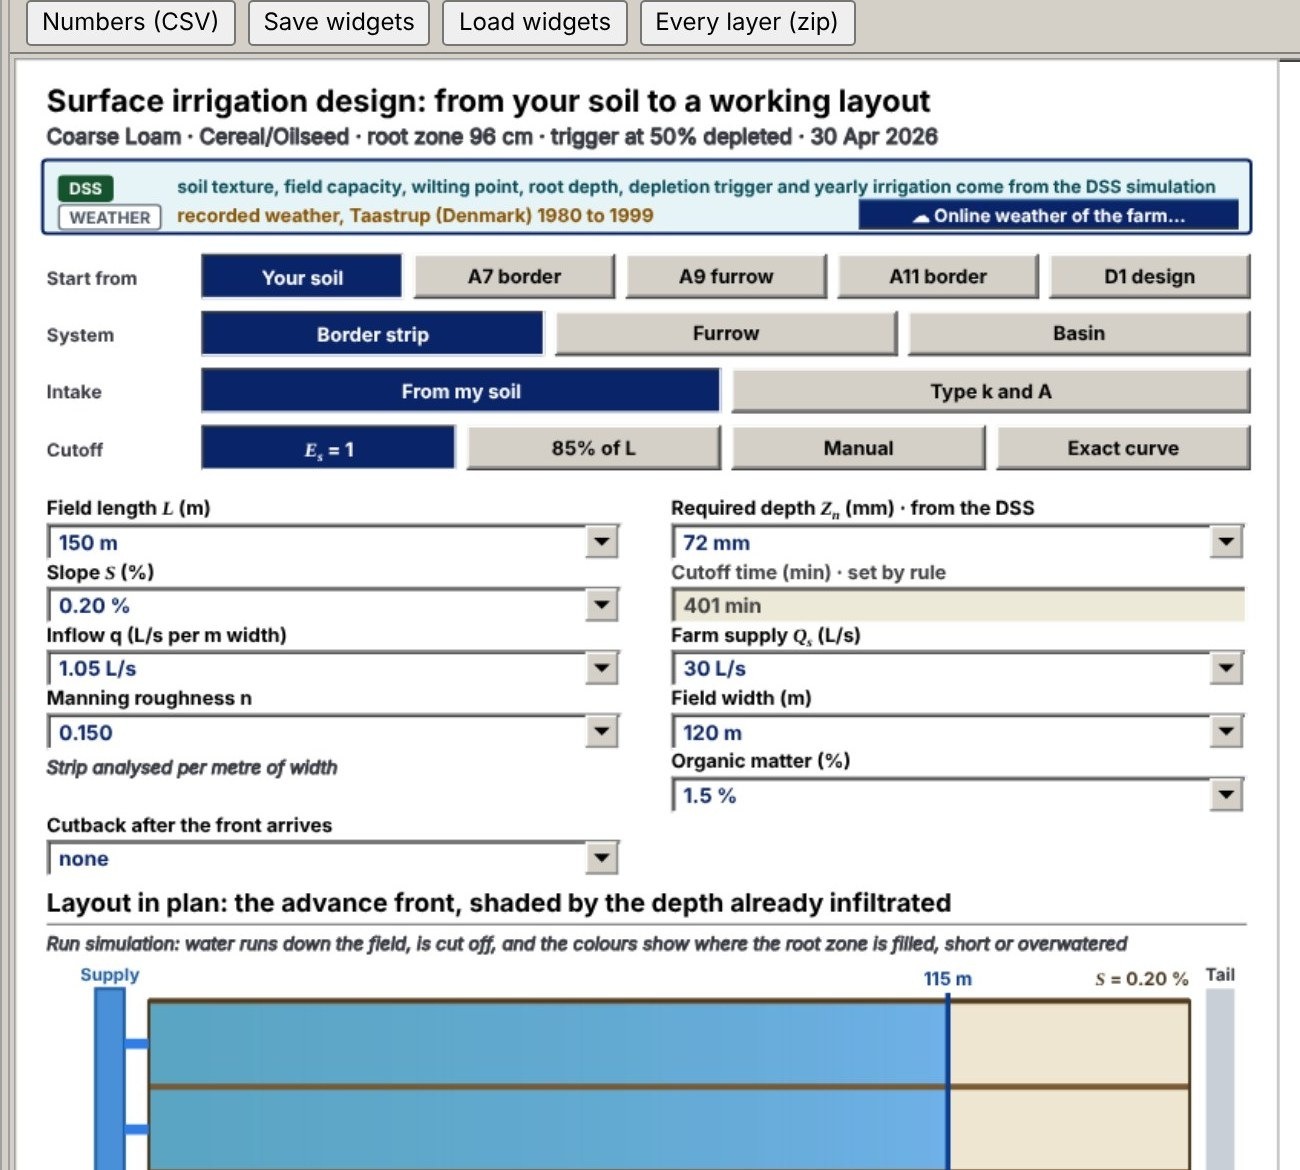 Numbers (CSV) Save widgets Load widgets Every layer (zip)
Surface irrigation design: from your soil to a working layout
Coarse Loam · Cereal/Oilseed · root zone 96 cm · trigger at 50% depleted · 30 Apr 2026
DSS soil texture, field capacity, wilting point, root depth, depletion trigger and yearly irrigation come from the DSS simulation
WEATHER recorded weather, Taastrup (Denmark) 1980 to 1999 ☁ Online weather of the farm...
Start from Your soil A7 border A9 furrow A11 border D1 design
System Border strip Furrow Basin
Intake From my soil Type k and A
Cutoff Es = 1 85% of L Manual Exact curve
Field length L (m)
150 m
Slope S (%)
0.20 %
Inflow q (L/s per m width)
1.05 L/s
Manning roughness n
0.150
Strip analysed per metre of width
Cutback after the front arrives
none
Required depth Zn (mm) · from the DSS
72 mm
Cutoff time (min) · set by rule
401 min
Farm supply Qs (L/s)
30 L/s
Field width (m)
120 m
Organic matter (%)
1.5 %
Layout in plan: the advance front, shaded by the depth already infiltrated
Run simulation: water runs down the field, is cut off, and the colours show where the root zone is filled, short or overwatered
Supply 115 m S = 0.20 % Tail